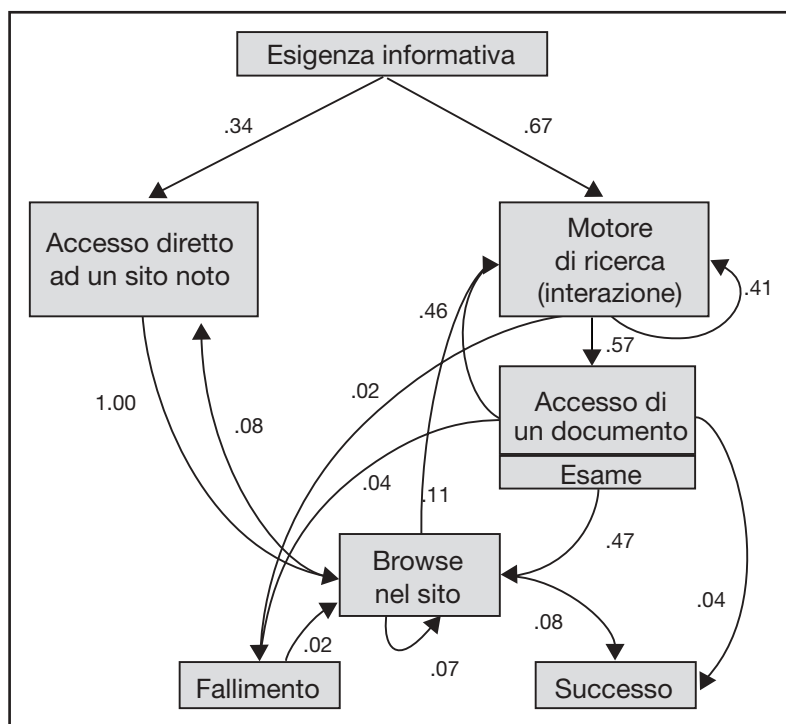 Esigenza informativa
.34
.67
Accesso diretto
ad un sito noto
Motore
di ricerca
(interazione)
.41
.46
.57
.02
1.00
.08
Accesso di
un documento
Esame
.04
.11
.47
Browse
nel sito
.08
.04
.02
.07
Fallimento
Successo